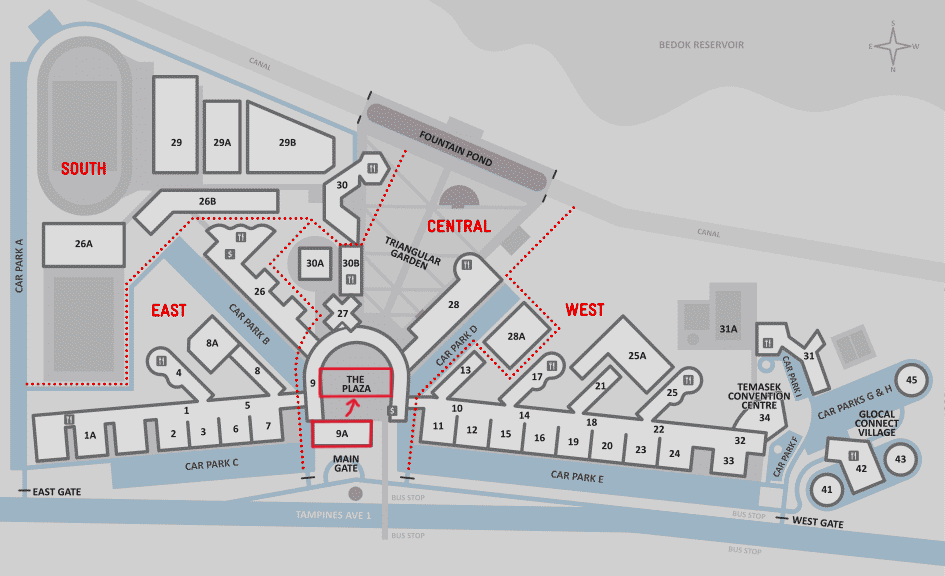 S
E W
N
BEDOK RESERVOIR
CANAL
FOUNTAIN POND
29
29A
29B
SOUTH
30
26B
CENTRAL
CANAL
26A
TRIANGULAR
GARDEN
30A
30B
CAR PARK A
$
26
28
EAST
CAR PARK B
27
WEST
31A
8A
CAR PARK D
28A
31
4
8
13
17
25A
21
25
CAR PARK I
45
9
THE
PLAZA
TEMASEK
CONVENTION
CENTRE
CAR PARKS G & H
1
5
$
10
14
18
22
34
GLOCAL
CONNECT
VILLAGE
1A
2
3
6
7
9A
11
12
15
16
19
20
23
24
32
33
CAR PARK F
42
43
41
CAR PARK C
MAIN
GATE
CAR PARK E
EAST GATE
BUS STOP
TAMPINES AVE 1
BUS STOP
BUS STOP
WEST GATE
BUS STOP